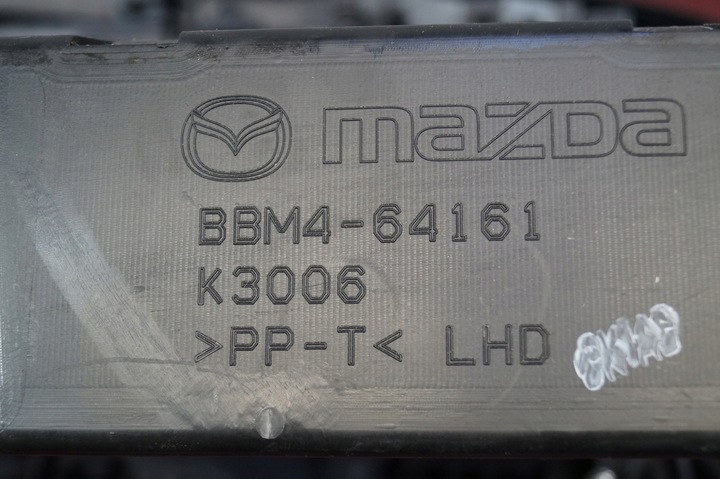 mazda
BBM4-64161
K3006
>PP-T< LHD